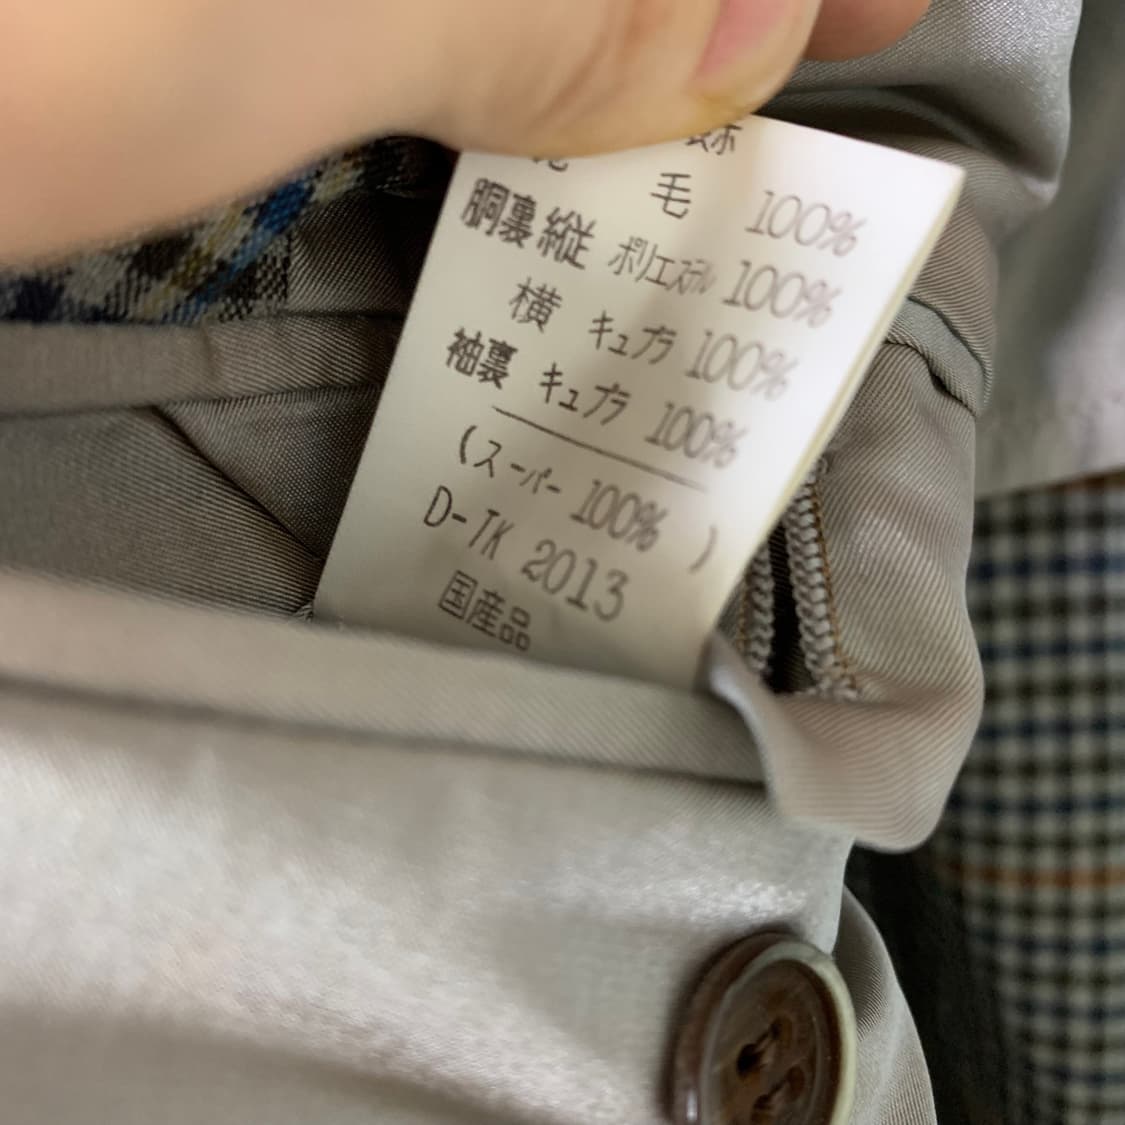 毛 100%
胴裏 縦 ポリエステル 100%
横 キュプラ 100%
袖裏 キュプラ 100%
(スーパー 100% )
D-TK 2013
国産品